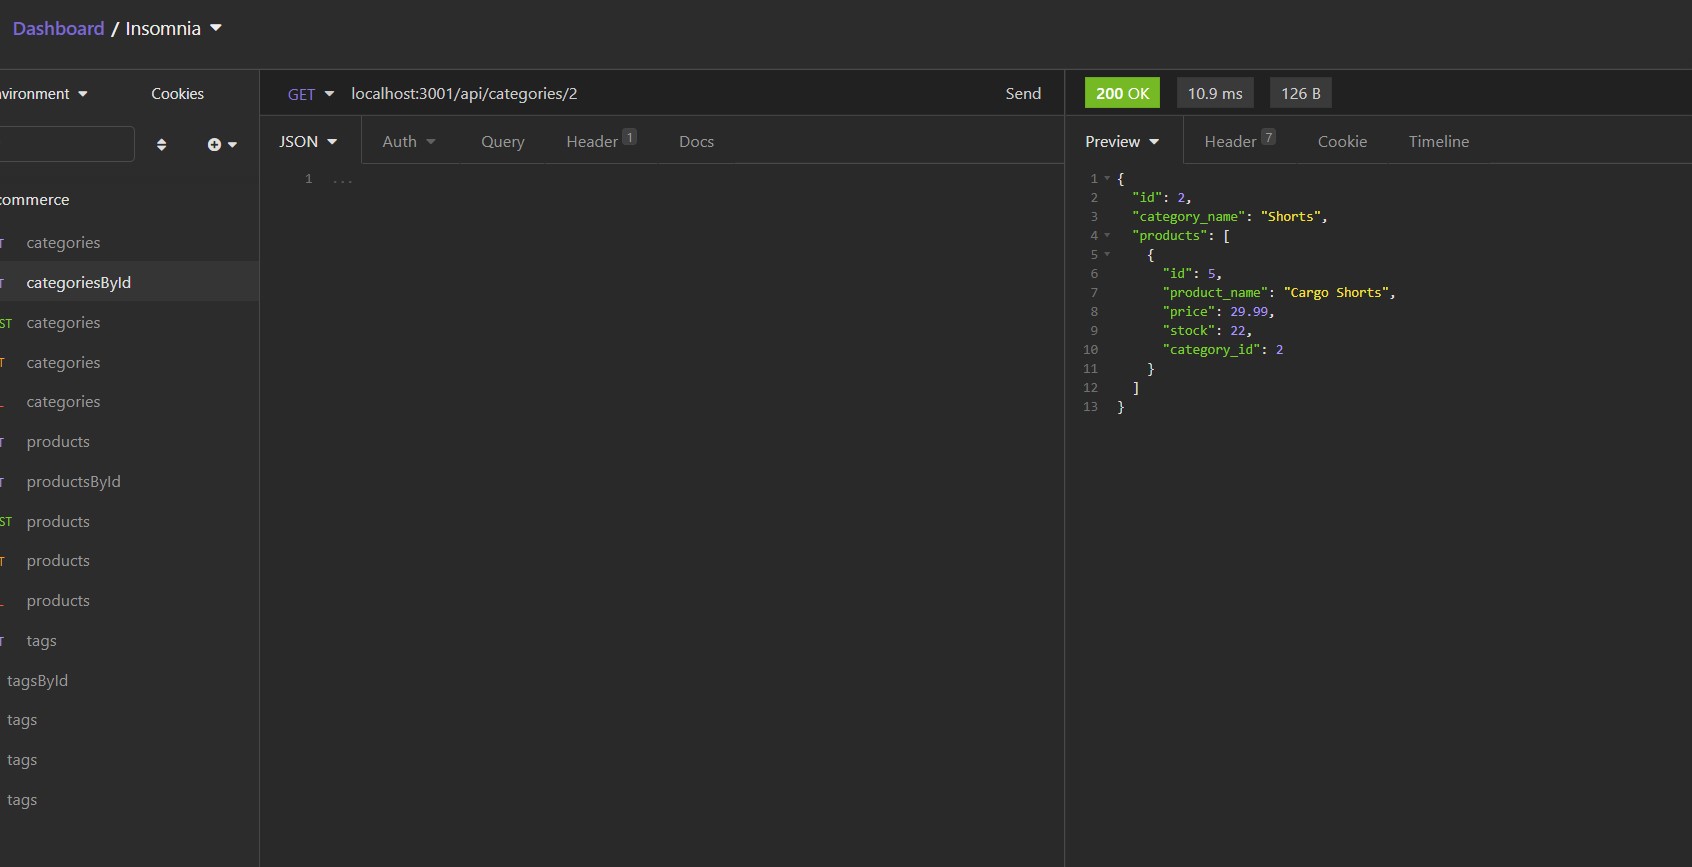 Dashboard / Insomnia
nvironment
Cookies
commerce
T categories
T categoriesById
ST categories
T categories
categories
T products
T productsById
ST products
T products
products
T tags
tagsById
tags
tags
tags
GET localhost:3001/api/categories/2 Send
JSON Auth Query Header 1 Docs
1 ...
200 OK 10.9 ms 126 B
Preview Header 7 Cookie Timeline
1 {
2 "id": 2,
3 "category_name": "Shorts",
4 "products": [
5 {
6 "id": 5,
7 "product_name": "Cargo Shorts",
8 "price": 29.99,
9 "stock": 22,
10 "category_id": 2
11 }
12 ]
13 }